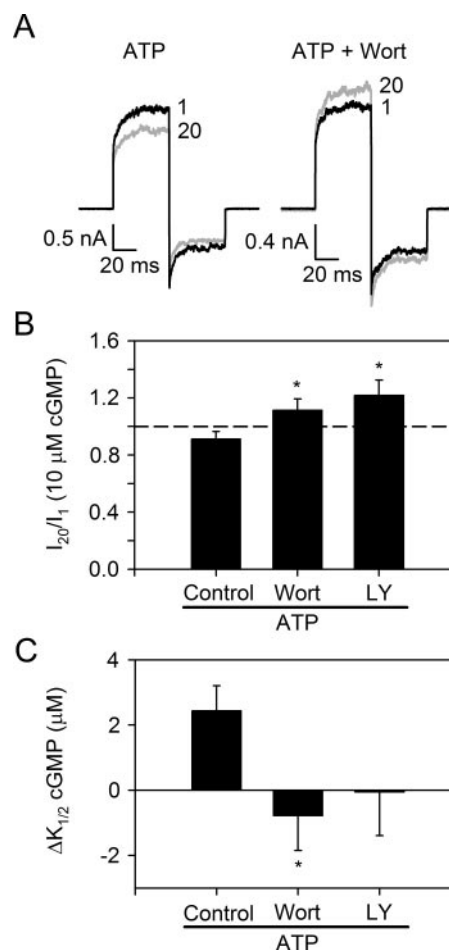 A
ATP
ATP + Wort
1
20
20
1
0.5 nA
20 ms
0.4 nA
20 ms
B
I20/I1 (10 μM cGMP)
1.6
1.2
0.8
0.4
0.0
* *
Control Wort LY
ATP
C
ΔK1/2 cGMP (μM)
4
2
0
-2
*
Control Wort LY
ATP